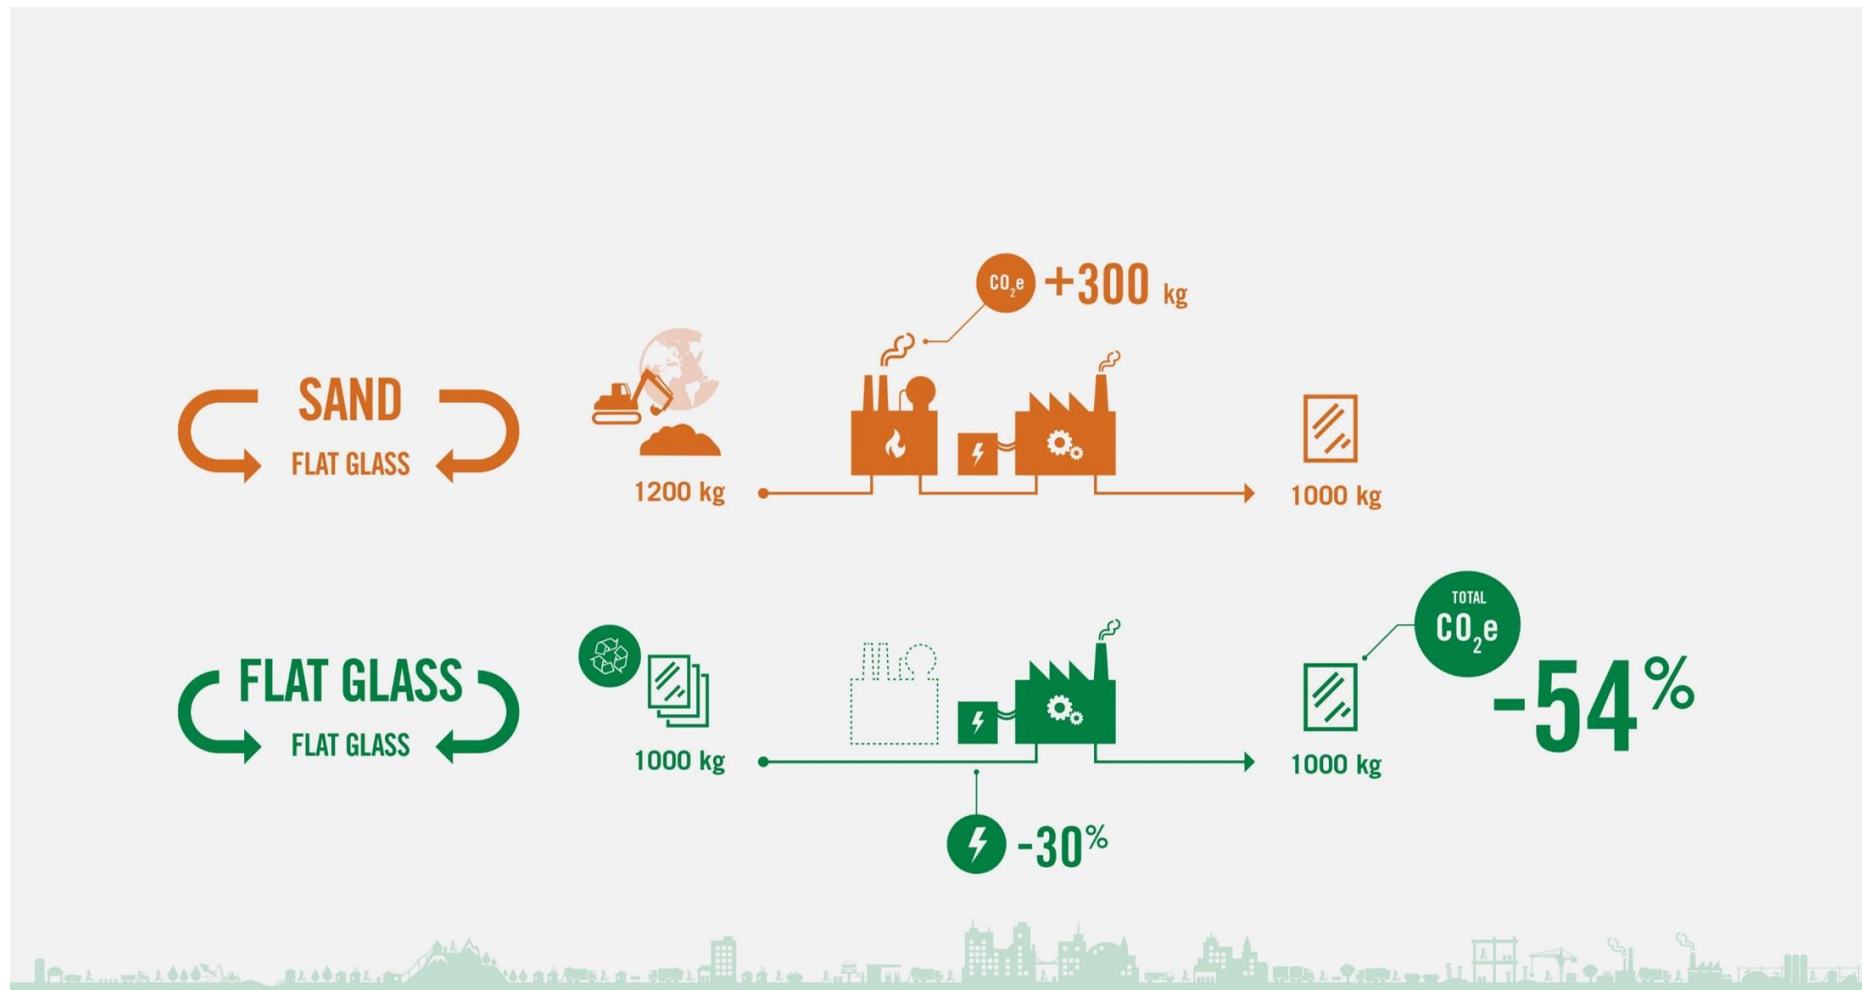 CO₂e +300 kg
SAND
FLAT GLASS
1200 kg
1000 kg
TOTAL
CO₂e
-54%
FLAT GLASS
FLAT GLASS
1000 kg
1000 kg
-30%